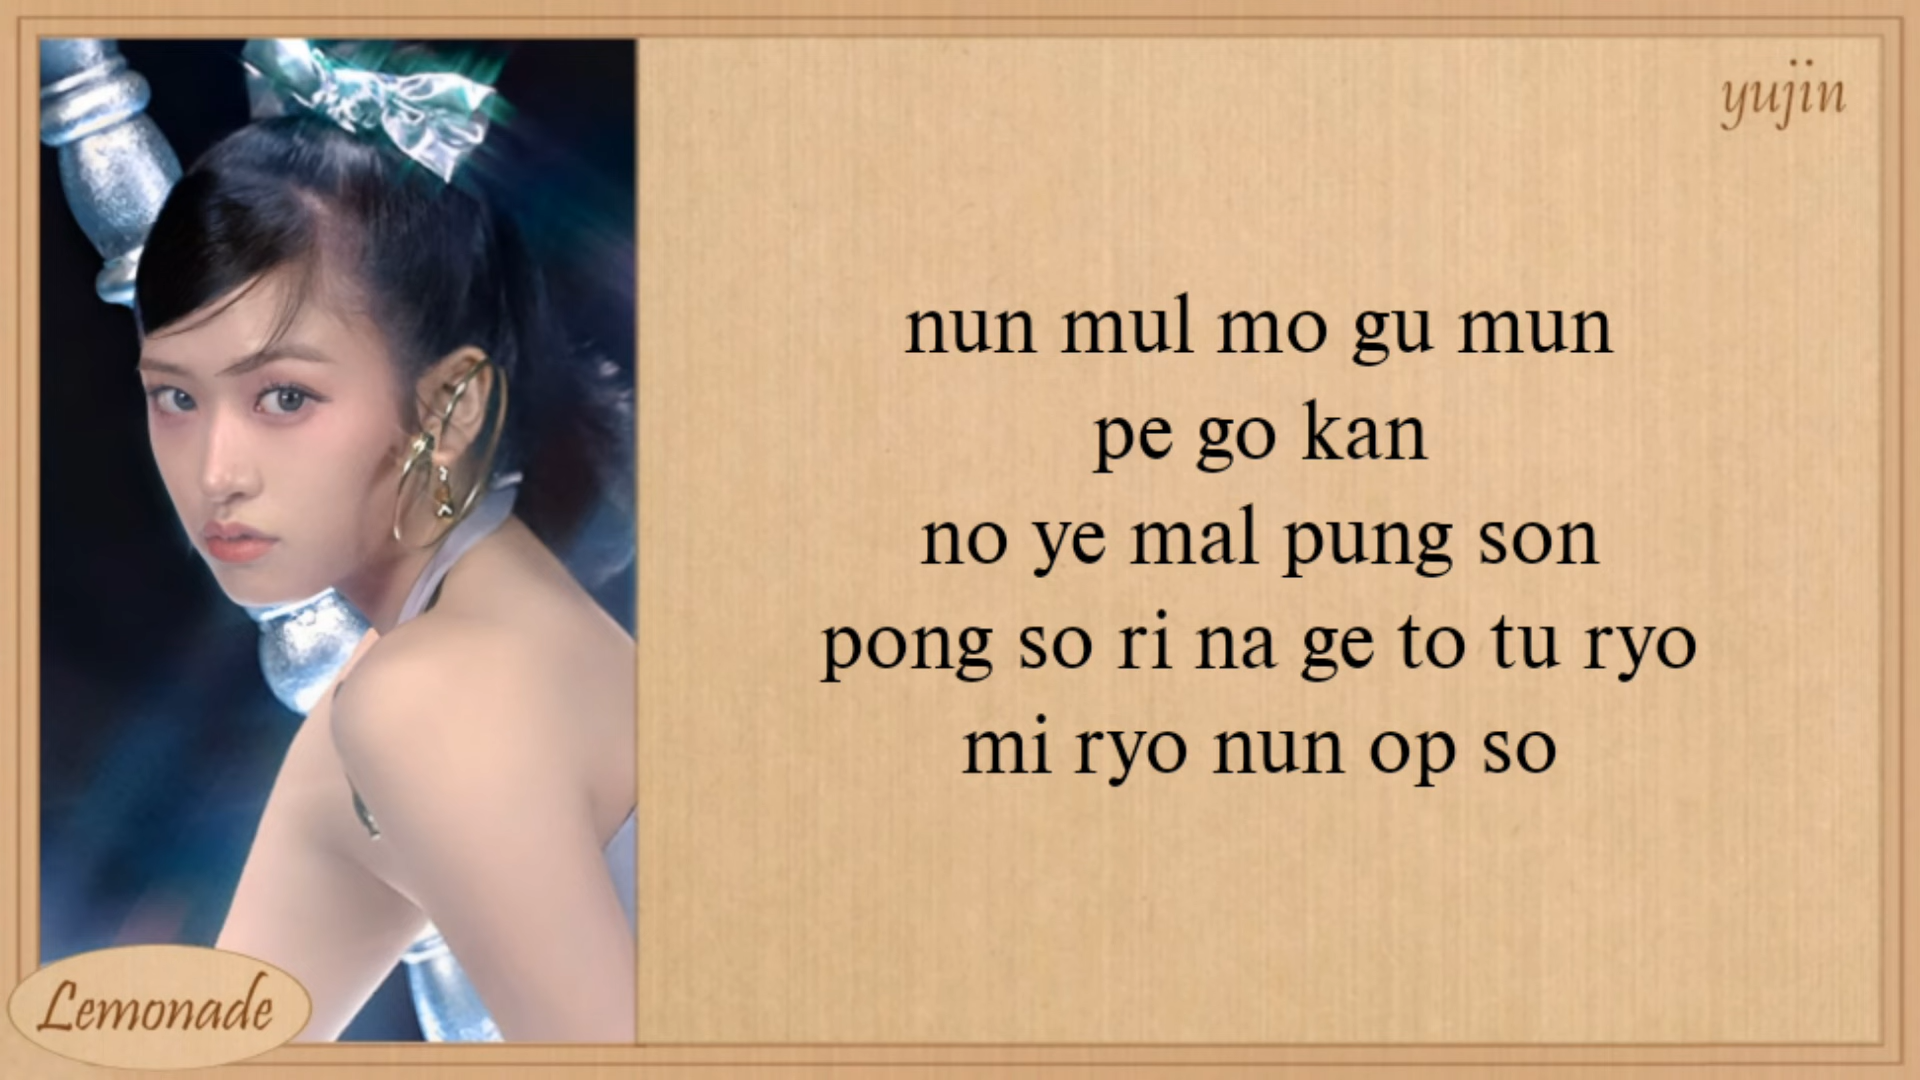 yujin
nun mul mo gu mun
pe go kan
no ye mal pung son
pong so ri na ge to tu ryo
mi ryo nun op so
Lemonade